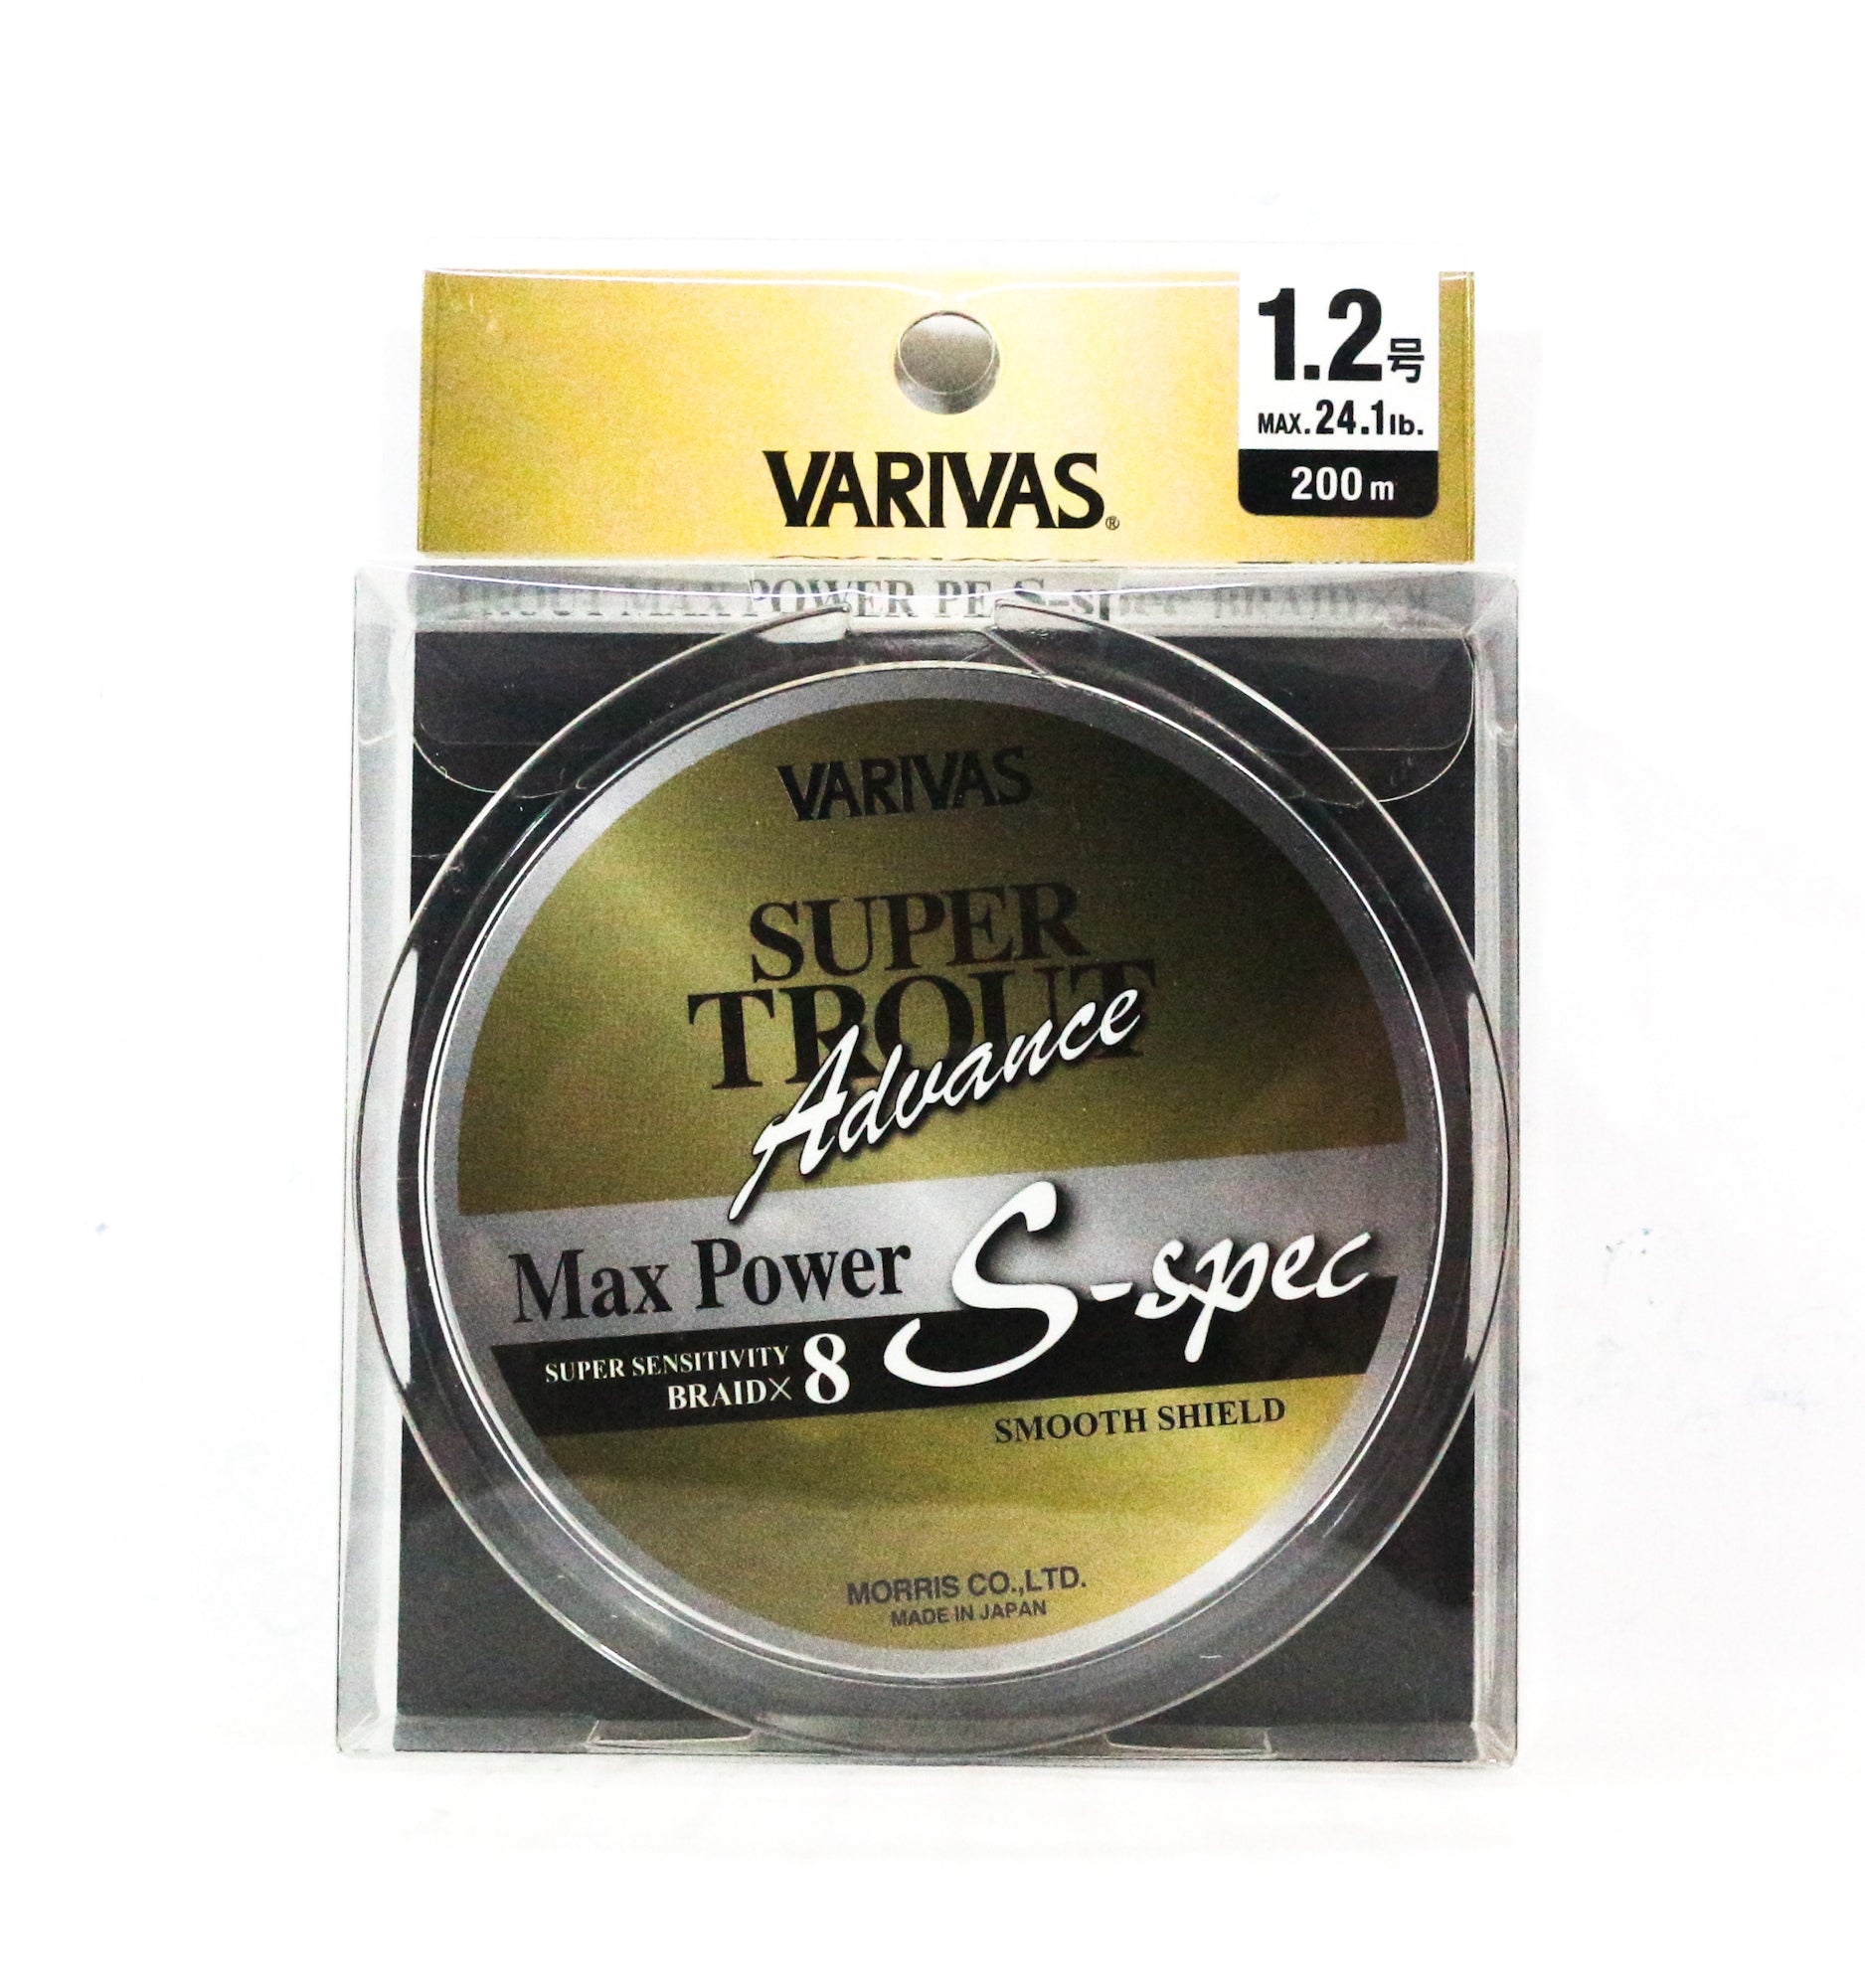 1.2号
MAX. 24.1lb.
200m
VARIVAS®
TROUT MAX POWER PE S-spec BRAID×8
VARIVAS
SUPER
TROUT
Advance
Max Power S-spec
SUPER SENSITIVITY
BRAID× 8
SMOOTH SHIELD
MORRIS CO.,LTD.
MADE IN JAPAN